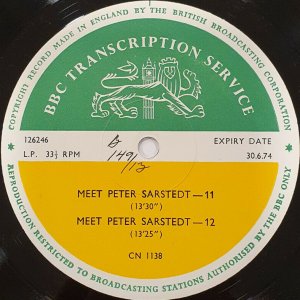 COPYRIGHT RECORD MADE IN ENGLAND BY THE BRITISH BROADCASTING CORPORATION
BBC TRANSCRIPTION SERVICE
126246
EXPIRY DATE
L.P. 33⅓ RPM
149/12
30.6.74
MEET PETER SARSTEDT—11
(13'30")
MEET PETER SARSTEDT—12
(13'25")
CN 1138
REPRODUCTION RESTRICTED TO BROADCASTING STATIONS AUTHORISED BY THE BBC ONLY